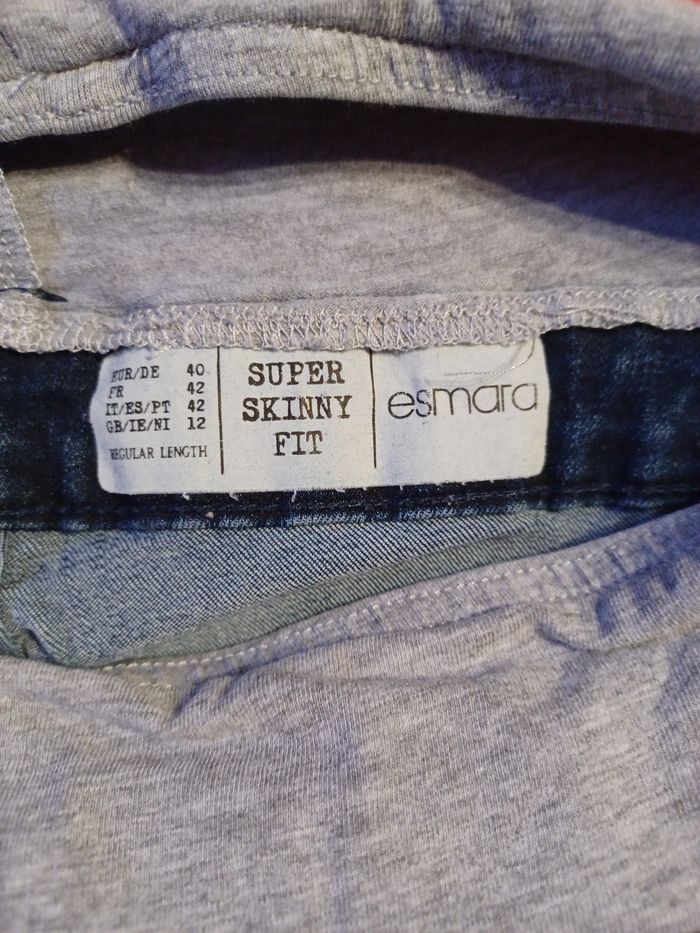 EUR/DE 40
FR 42
IT/ES/PT 42
GB/IE/NI 12
REGULAR LENGTH
SUPER
SKINNY
FIT
esmara